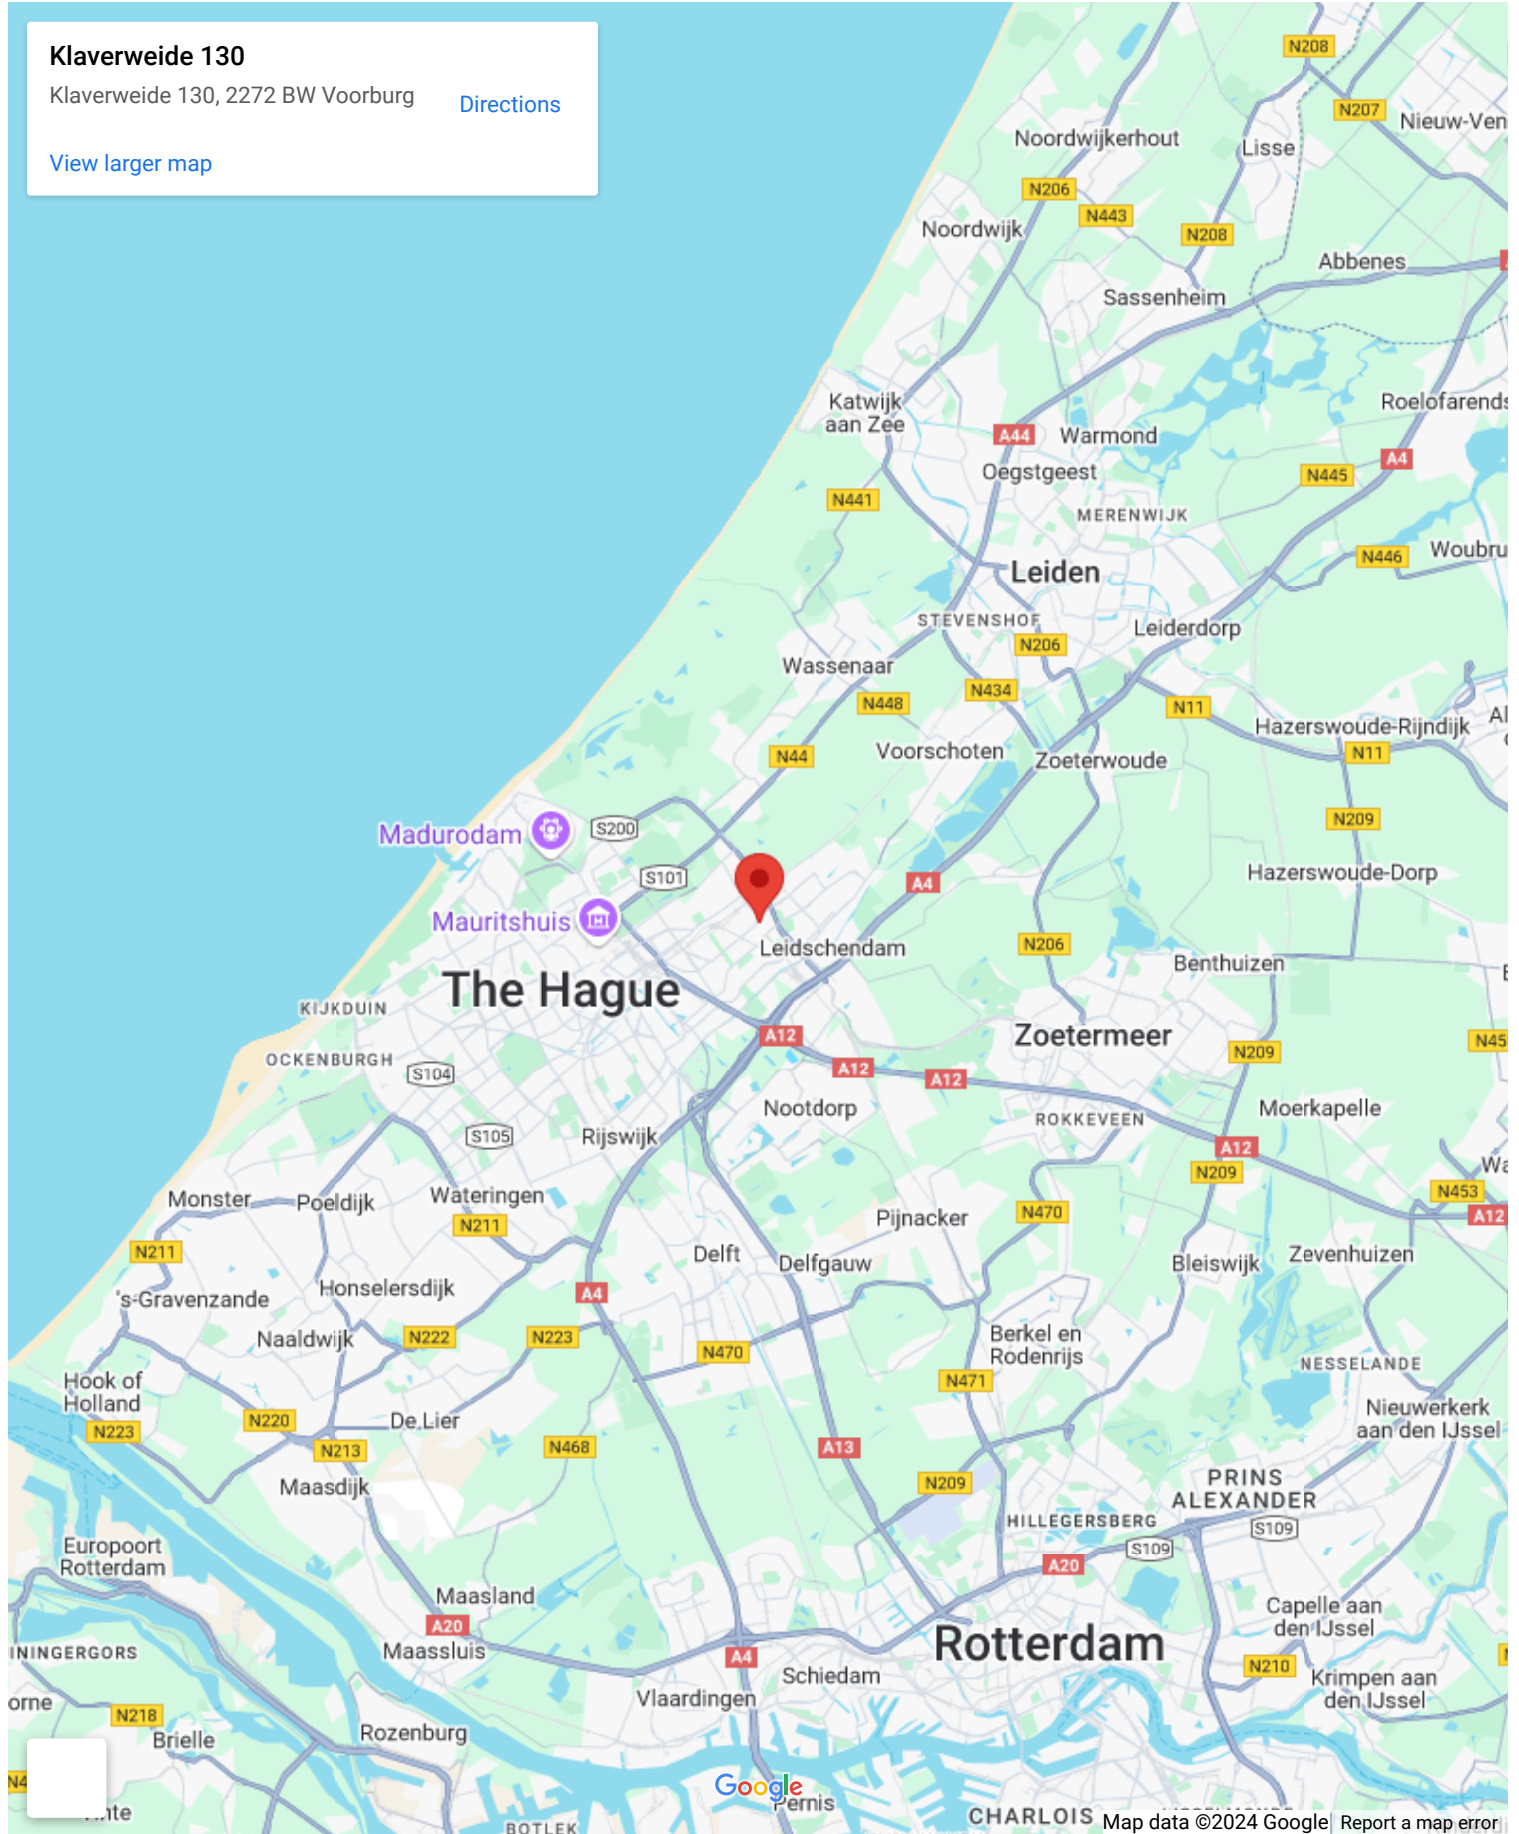 Klaverweide 130
Klaverweide 130, 2272 BW Voorburg
Directions
View larger map
N208
N207
Nieuw-Ven
Noordwijkerhout
Lisse
N206
N443
Noordwijk
N208
Abbenes
Sassenheim
Katwijk
aan Zee
Roelofarends
A44
Warmond
A4
Oegstgeest
N445
N441
MERENWIJK
Woubru
N446
Leiden
STEVENSHOF
Leiderdorp
N206
Wassenaar
N434
N448
N11
Hazerswoude-Rijndijk
Al
N44
Voorschoten
Zoeterwoude
N11
N209
Madurodam
S200
Hazerswoude-Dorp
S101
A4
Mauritshuis
Leidschendam
N206
Benthuizen
The Hague
KIJKDUIN
A12
Zoetermeer
N45
N209
OCKENBURGH
S104
A12
A12
Nootdorp
Moerkapelle
ROKKEVEEN
S105
Rijswijk
A12
Wa
N209
Monster
Poeldijk
Wateringen
N453
N211
N470
Pijnacker
A12
N211
Delft
Delfgauw
Bleiswijk
Zevenhuizen
Honselersdijk
A4
's-Gravenzande
Naaldwijk
N222
N223
N470
Berkel en
Rodenrijs
NESSELANDE
Hook of
Holland
N471
Nieuwerkerk
aan den IJssel
N220
De Lier
N223
N213
N468
A13
Maasdijk
N209
PRINS
ALEXANDER
HILLEGERSBERG
S109
S109
Europoort
Rotterdam
A20
Maasland
Capelle aan
den IJssel
A20
Maassluis
Rotterdam
ININGERGORS
A4
Schiedam
N210
Krimpen aan
den IJssel
Vlaardingen
orne
N218
Brielle
Rozenburg
N4
Google
Pernis
nte
CHARLOIS
BOTLEK
Map data ©2024 Google
Report a map error